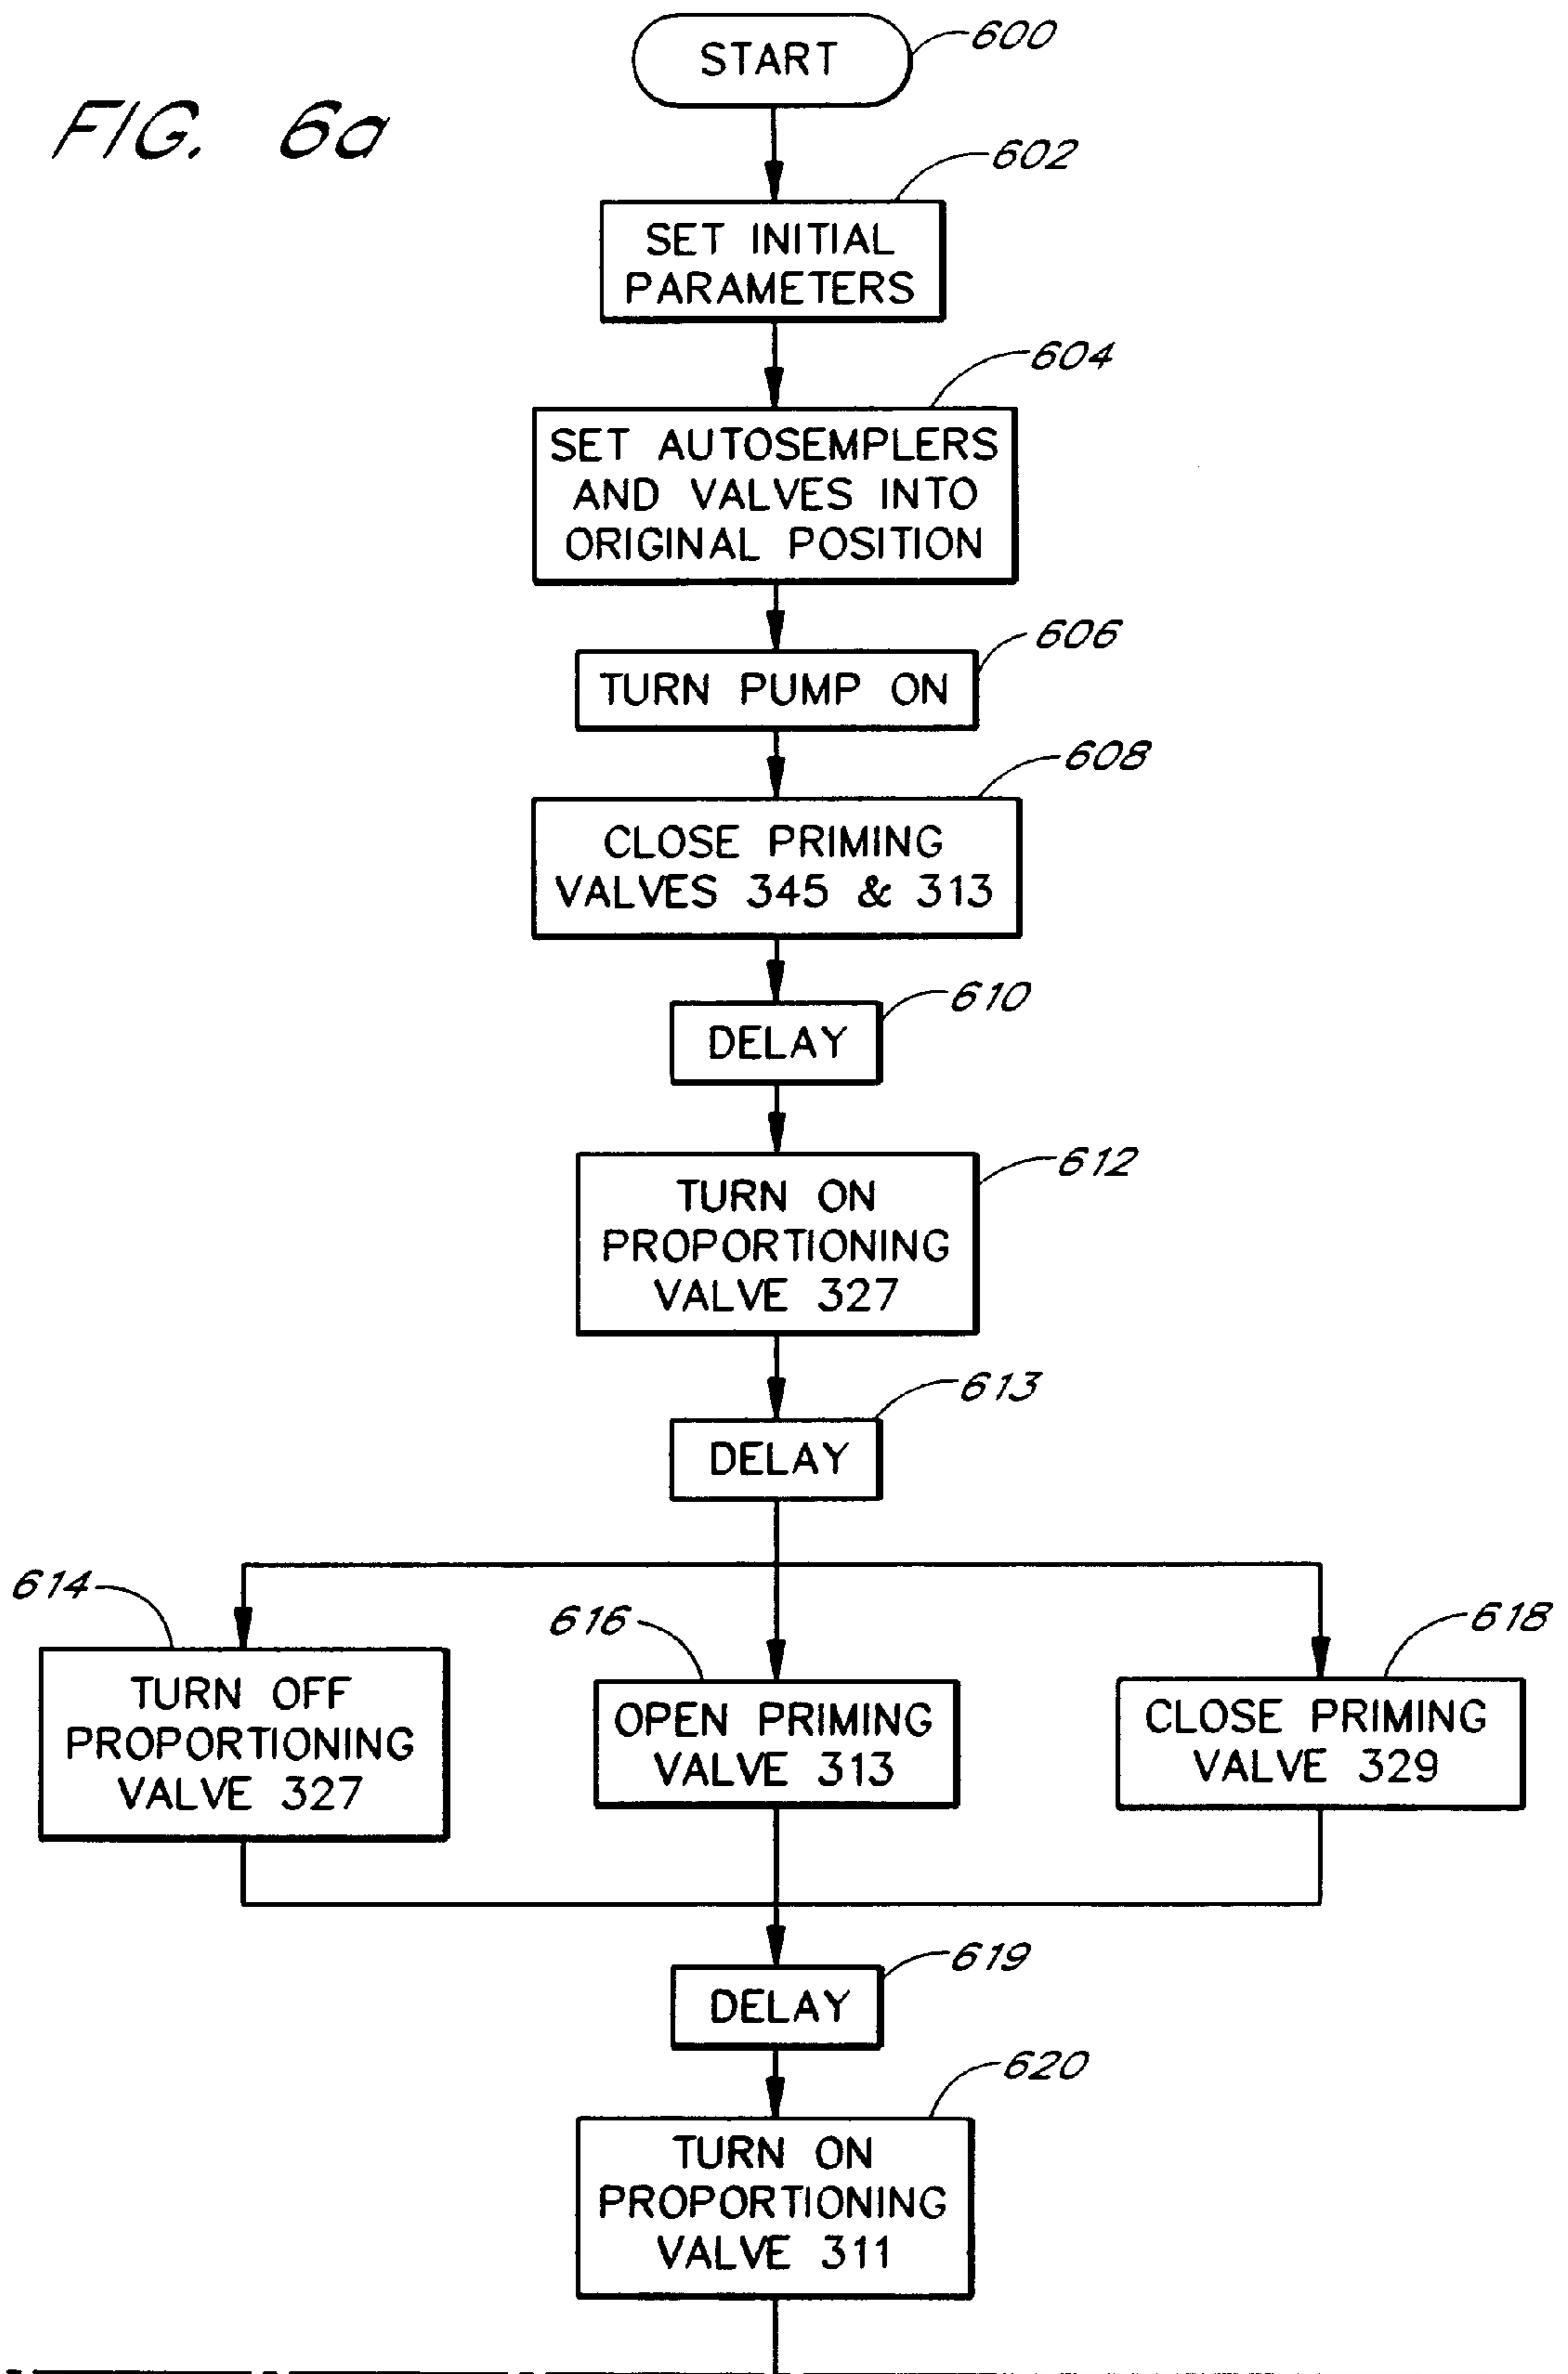 FIG. 6a
START
600
602
SET INITIAL
PARAMETERS
604
SET AUTOSEMPLERS
AND VALVES INTO
ORIGINAL POSITION
606
TURN PUMP ON
608
CLOSE PRIMING
VALVES 345 & 313
610
DELAY
612
TURN ON
PROPORTIONING
VALVE 327
613
DELAY
614
TURN OFF
PROPORTIONING
VALVE 327
616
OPEN PRIMING
VALVE 313
618
CLOSE PRIMING
VALVE 329
619
DELAY
620
TURN ON
PROPORTIONING
VALVE 311